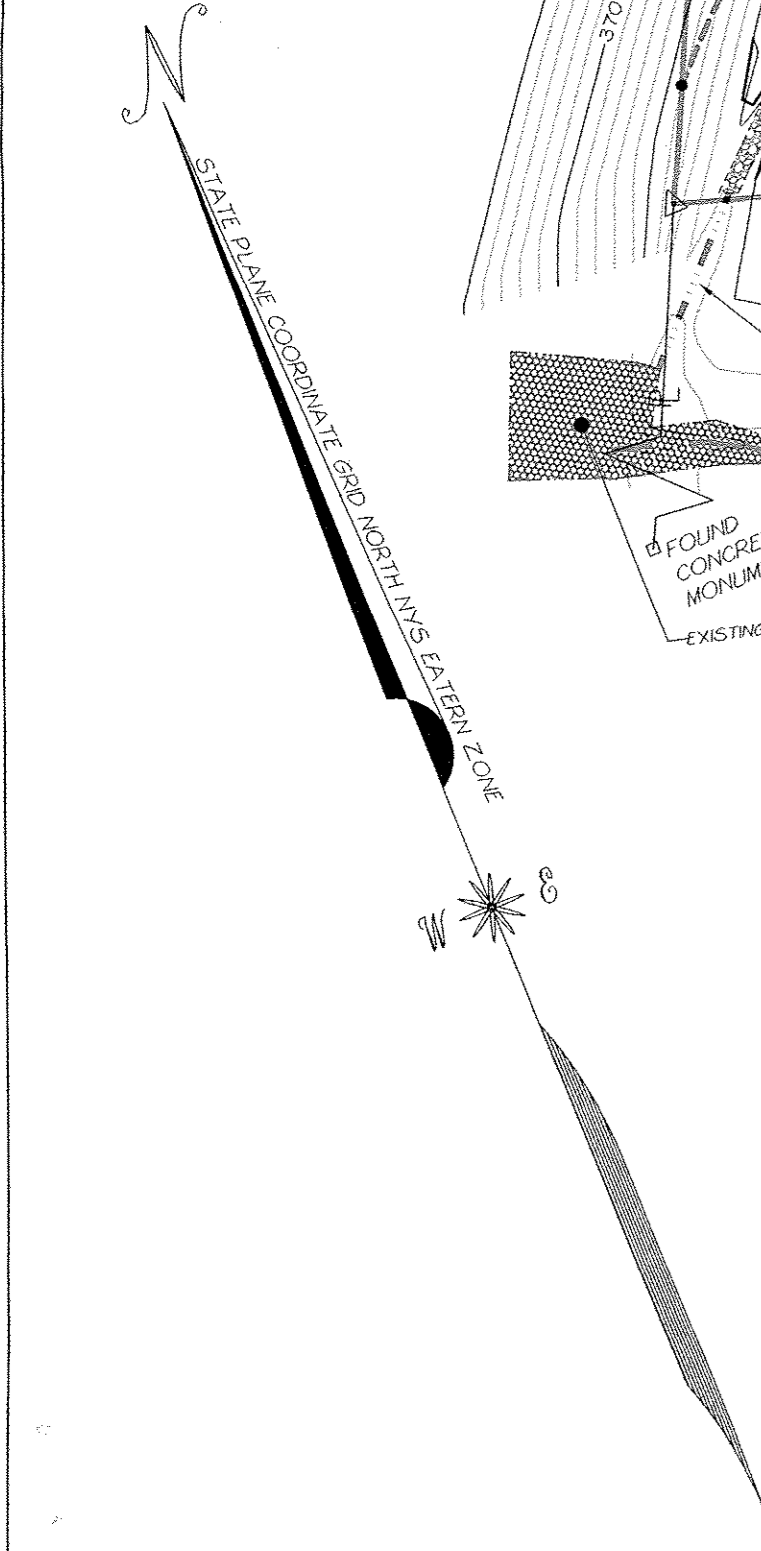 N
370
STATE PLANE COORDINATE GRID NORTH NYS EATERN ZONE
FOUND
CONCRE
MONUM
EXISTING
W
E